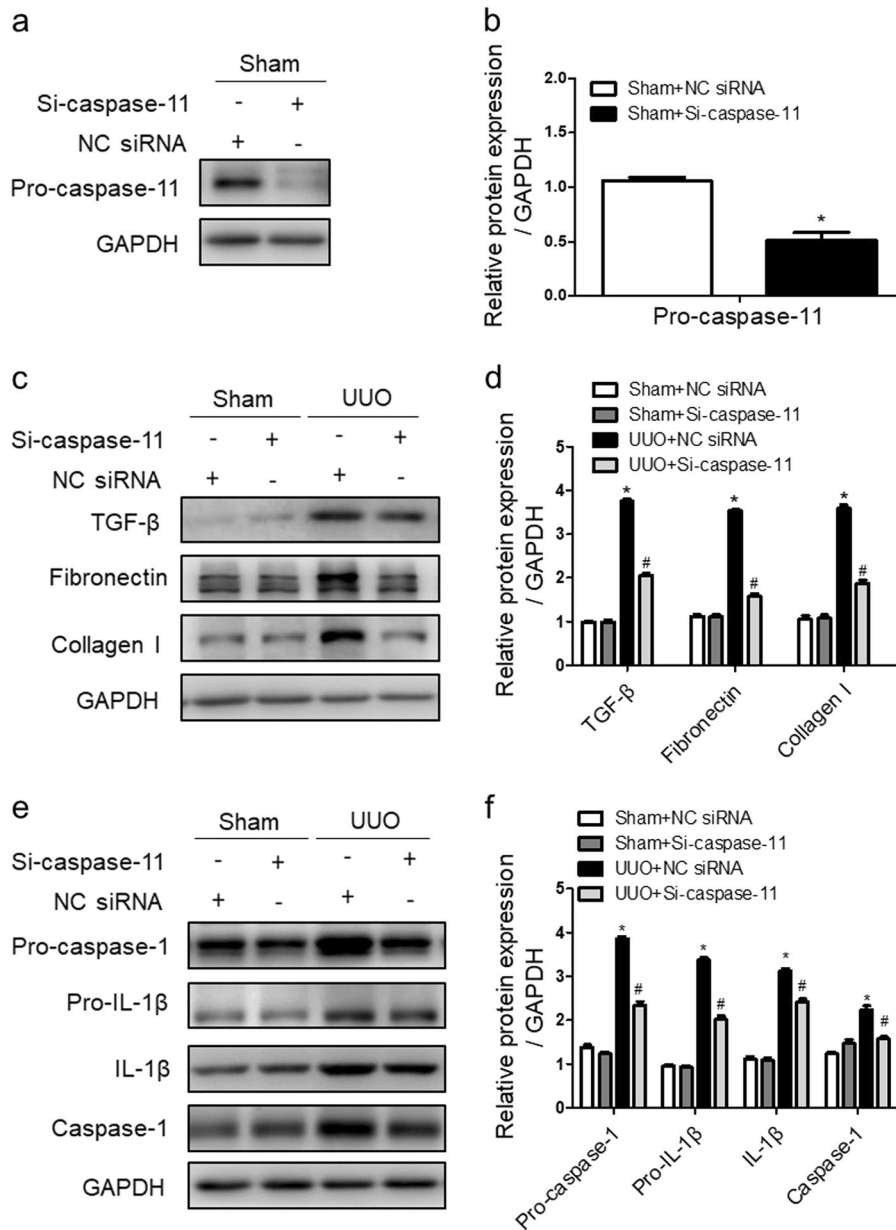 a
Sham
Si-caspase-11 - +
NC siRNA + -
Pro-caspase-11
GAPDH
b
Relative protein expression
/ GAPDH
2.0
1.5
1.0
0.5
0.0
Sham+NC siRNA
Sham+Si-caspase-11
*
Pro-caspase-11
c
Sham UUO
Si-caspase-11 - + - +
NC siRNA + - + -
TGF-β
Fibronectin
Collagen I
GAPDH
d
Sham+NC siRNA
Sham+Si-caspase-11
UUO+NC siRNA
UUO+Si-caspase-11
Relative protein expression
/ GAPDH
5
4
3
2
1
0
* # * # * #
TGF-β Fibronectin Collagen I
e
Sham UUO
Si-caspase-11 - + - +
NC siRNA + - + -
Pro-caspase-1
Pro-IL-1β
IL-1β
Caspase-1
GAPDH
f
Sham+NC siRNA
Sham+Si-caspase-11
UUO+NC siRNA
UUO+Si-caspase-11
Relative protein expression
/ GAPDH
5
4
3
2
1
0
* # * # * # * #
Pro-caspase-1 Pro-IL-1β IL-1β Caspase-1